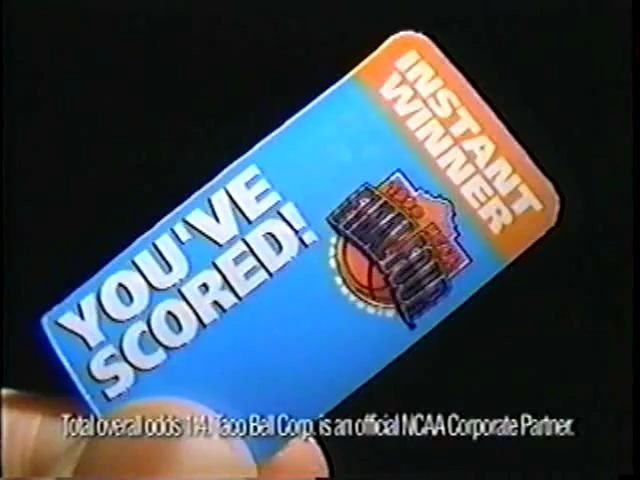 INSTANT
WINNER
YOU'VE
SCORED!
Total overall odds 1:4. Taco Bell Corp. is an official NCAA Corporate Partner.